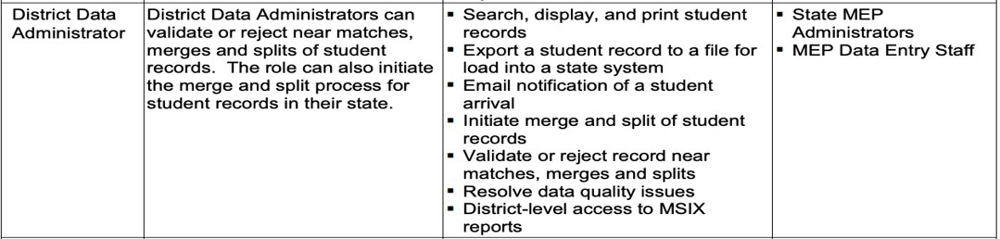 District Data
Administrator
District Data Administrators can
validate or reject near matches,
merges and splits of student
records.  The role can also initiate
the merge and split process for
student records in their state.
▪ Search, display, and print student
records
▪ Export a student record to a file for
load into a state system
▪ Email notification of a student
arrival
▪ Initiate merge and split of student
records
▪ Validate or reject record near
matches, merges and splits
▪ Resolve data quality issues
▪ District-level access to MSIX
reports
▪ State MEP
Administrators
▪ MEP Data Entry Staff